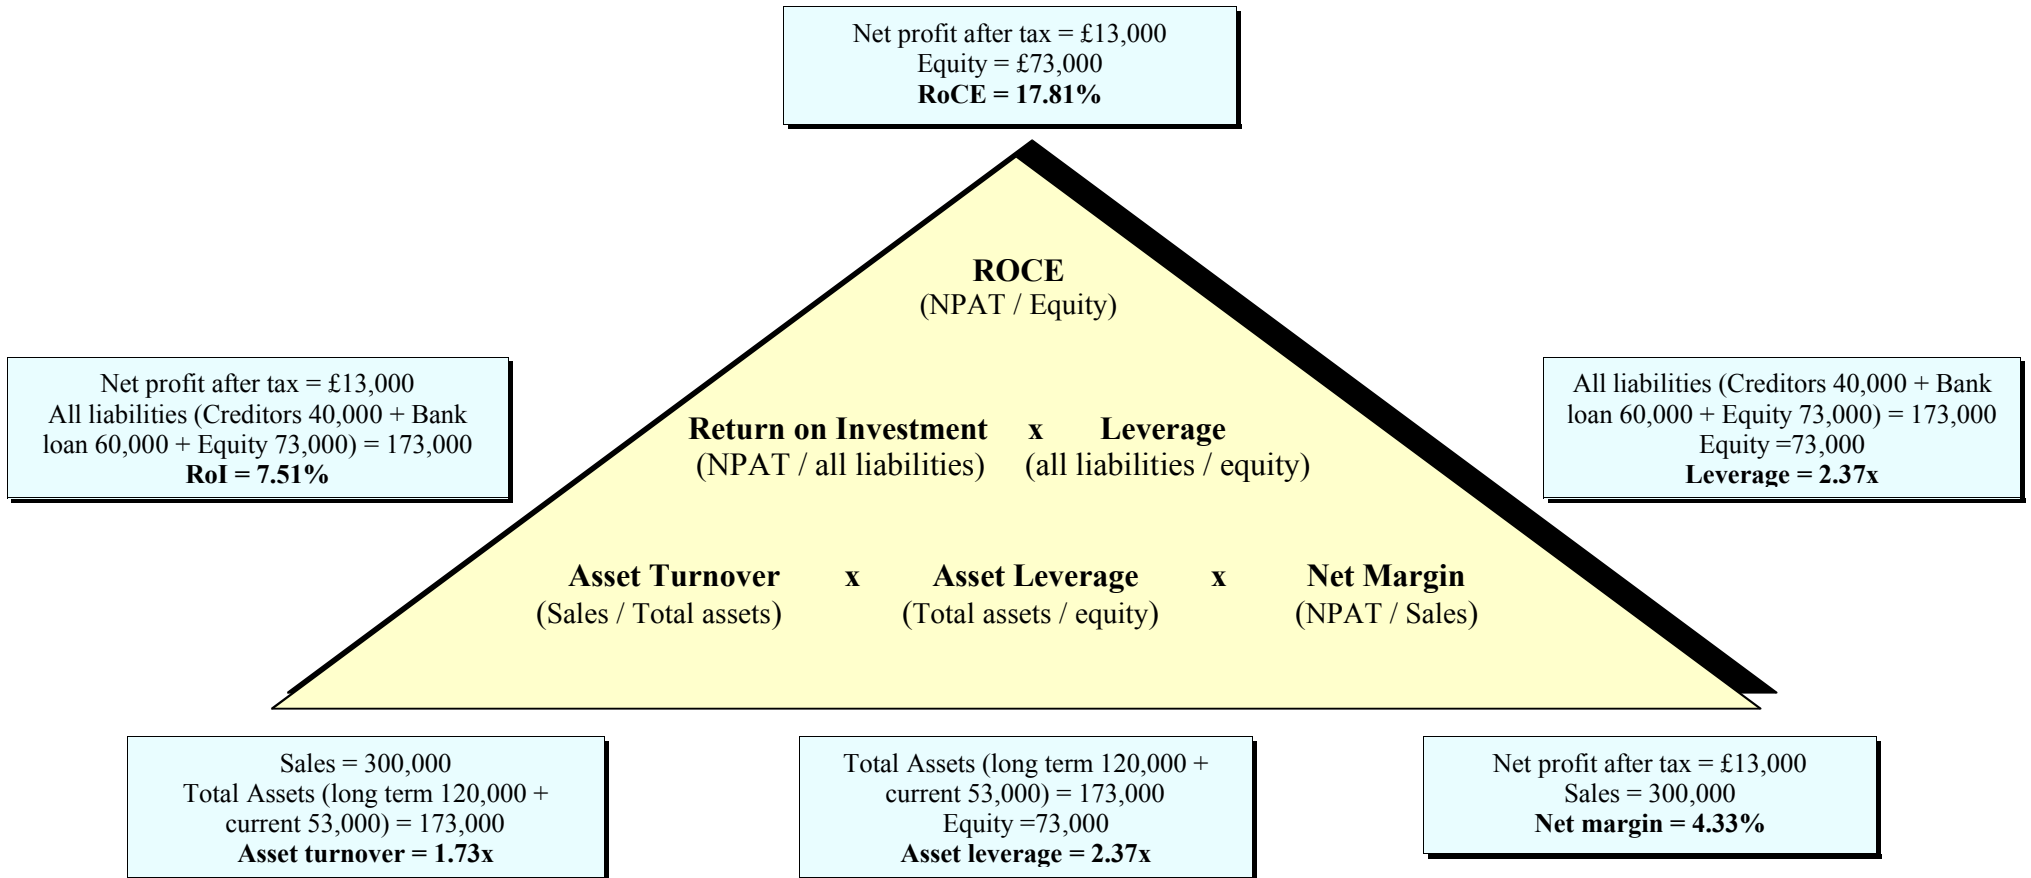 Net profit after tax = £13,000
Equity = £73,000
RoCE = 17.81%
ROCE
(NPAT / Equity)
Net profit after tax = £13,000
All liabilities (Creditors 40,000 + Bank
loan 60,000 + Equity 73,000) = 173,000
RoI = 7.51%
Return on Investment x Leverage
(NPAT / all liabilities) (all liabilities / equity)
All liabilities (Creditors 40,000 + Bank
loan 60,000 + Equity 73,000) = 173,000
Equity =73,000
Leverage = 2.37x
Asset Turnover x Asset Leverage x Net Margin
(Sales / Total assets) (Total assets / equity) (NPAT / Sales)
Sales = 300,000
Total Assets (long term 120,000 +
current 53,000) = 173,000
Asset turnover = 1.73x
Total Assets (long term 120,000 +
current 53,000) = 173,000
Equity =73,000
Asset leverage = 2.37x
Net profit after tax = £13,000
Sales = 300,000
Net margin = 4.33%